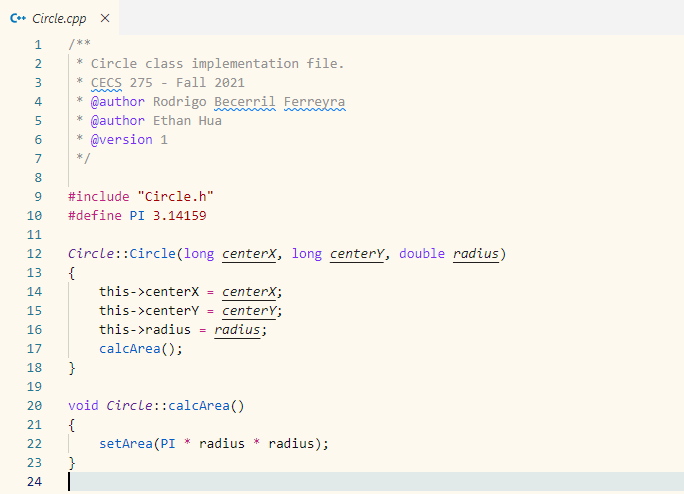 C++ Circle.cpp ×
1 /**
2  * Circle class implementation file.
3  * CECS 275 - Fall 2021
4  * @author Rodrigo Becerril Ferreyra
5  * @author Ethan Hua
6  * @version 1
7  */
8
9 #include "Circle.h"
10 #define PI 3.14159
11
12 Circle::Circle(long centerX, long centerY, double radius)
13 {
14     this->centerX = centerX;
15     this->centerY = centerY;
16     this->radius = radius;
17     calcArea();
18 }
19
20 void Circle::calcArea()
21 {
22     setArea(PI * radius * radius);
23 }
24